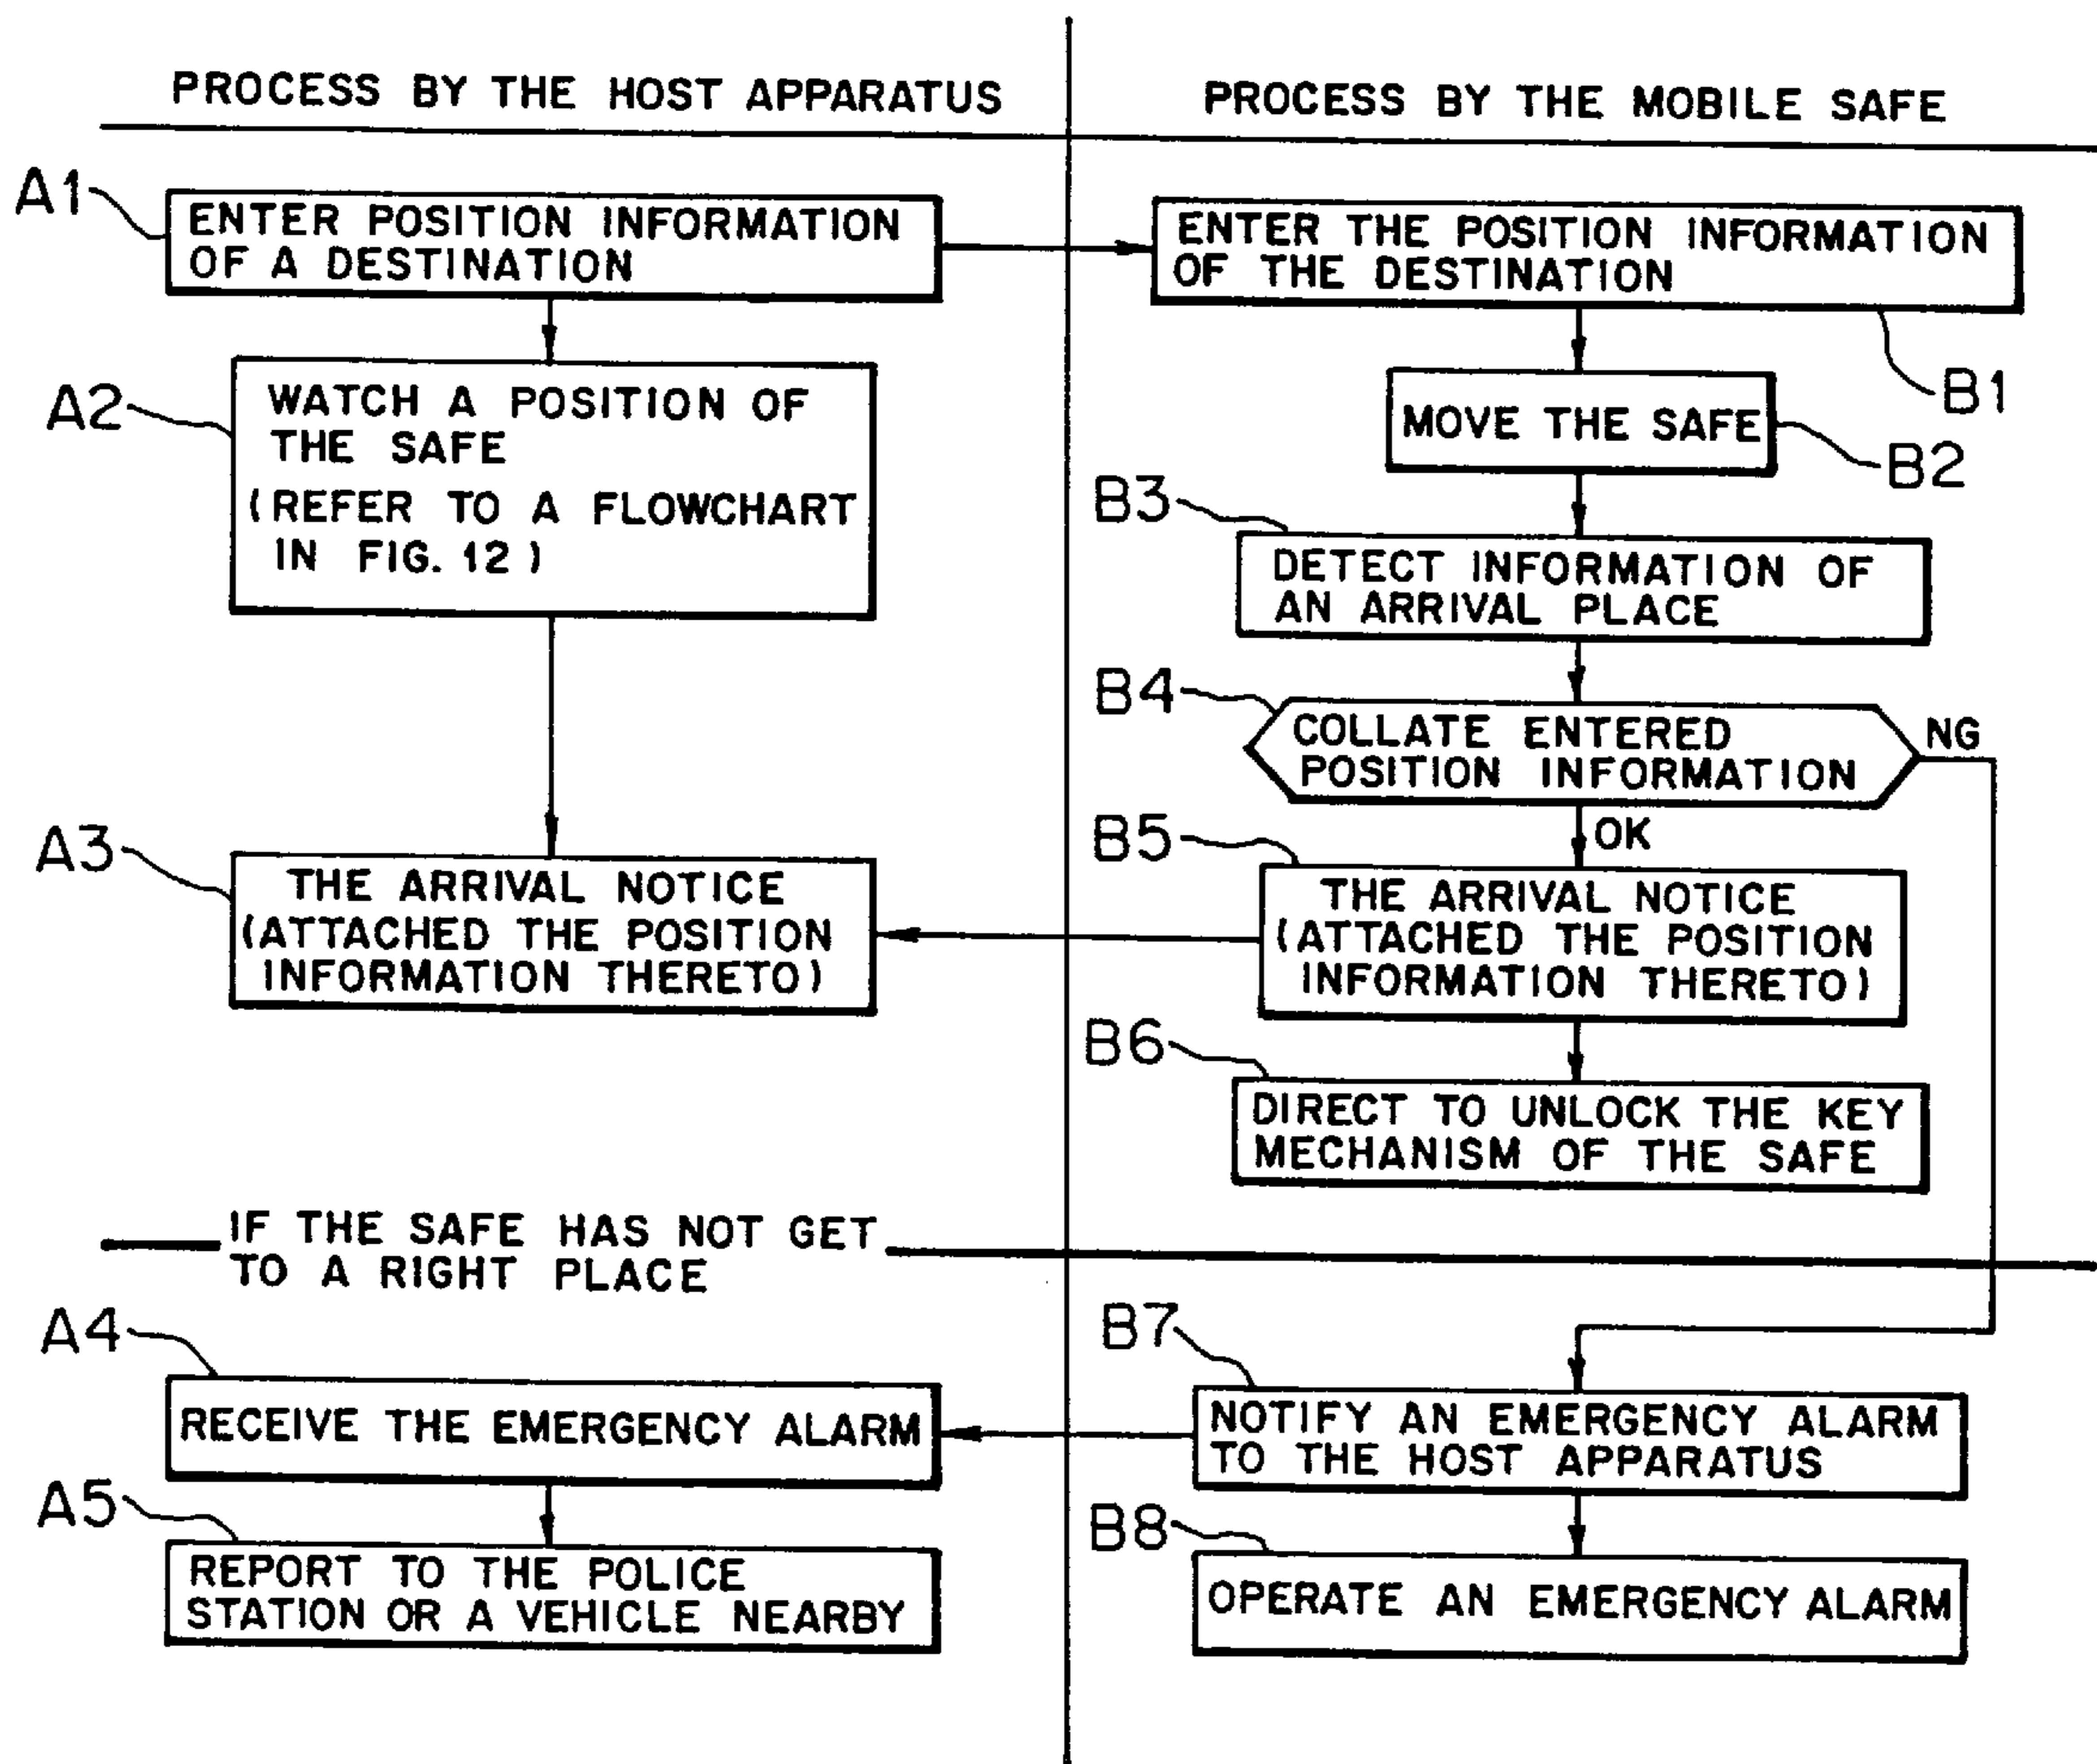 PROCESS BY THE HOST APPARATUS
PROCESS BY THE MOBILE SAFE
A1
ENTER POSITION INFORMATION
OF A DESTINATION
ENTER THE POSITION INFORMATION
OF THE DESTINATION
B1
A2
WATCH A POSITION OF
THE SAFE
(REFER TO A FLOWCHART
IN FIG. 12)
MOVE THE SAFE
B2
B3
DETECT INFORMATION OF
AN ARRIVAL PLACE
B4
COLLATE ENTERED
POSITION INFORMATION
NG
OK
A3
THE ARRIVAL NOTICE
(ATTACHED THE POSITION
INFORMATION THERETO)
B5
THE ARRIVAL NOTICE
(ATTACHED THE POSITION
INFORMATION THERETO)
B6
DIRECT TO UNLOCK THE KEY
MECHANISM OF THE SAFE
IF THE SAFE HAS NOT GET
TO A RIGHT PLACE
A4
RECEIVE THE EMERGENCY ALARM
B7
NOTIFY AN EMERGENCY ALARM
TO THE HOST APPARATUS
A5
REPORT TO THE POLICE
STATION OR A VEHICLE NEARBY
B8
OPERATE AN EMERGENCY ALARM